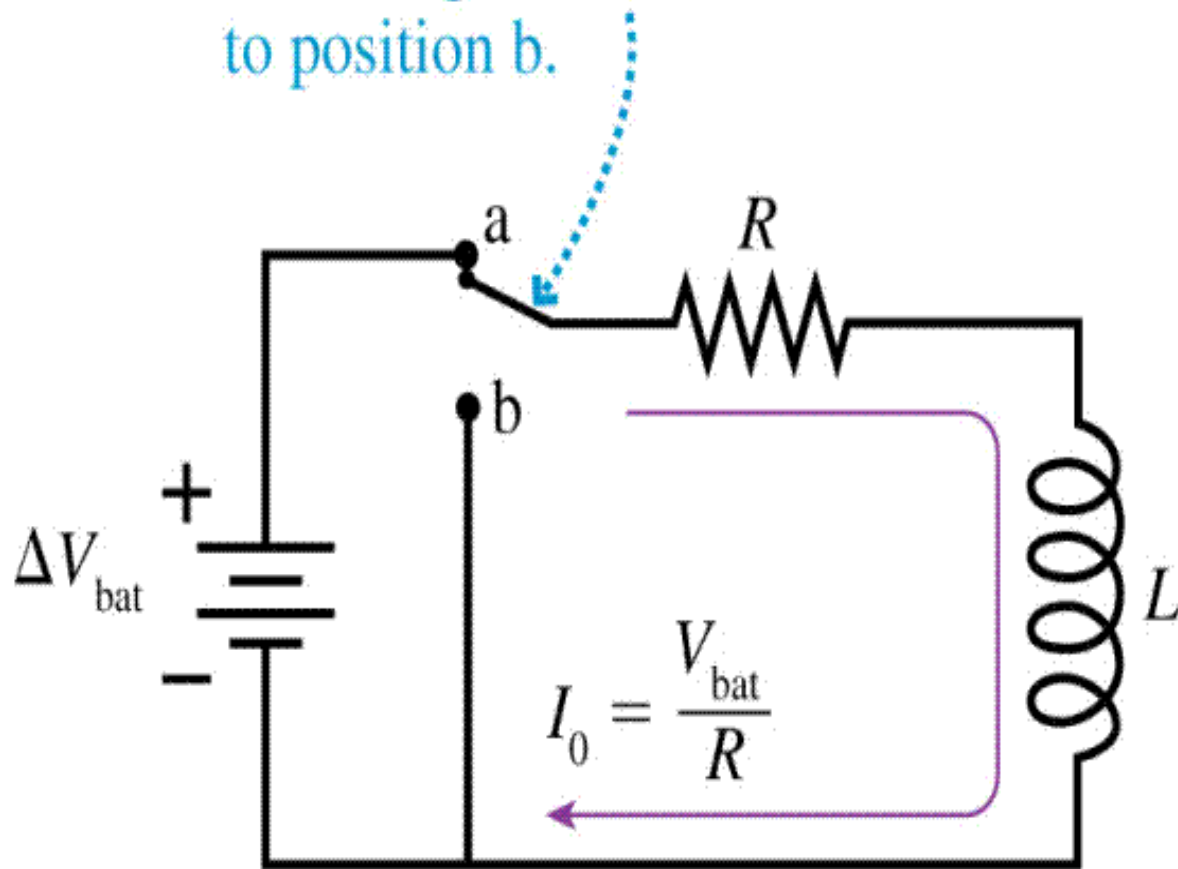 to position b.
a
R
b
+
ΔV_bat
−
L
I_0 = V_bat / R